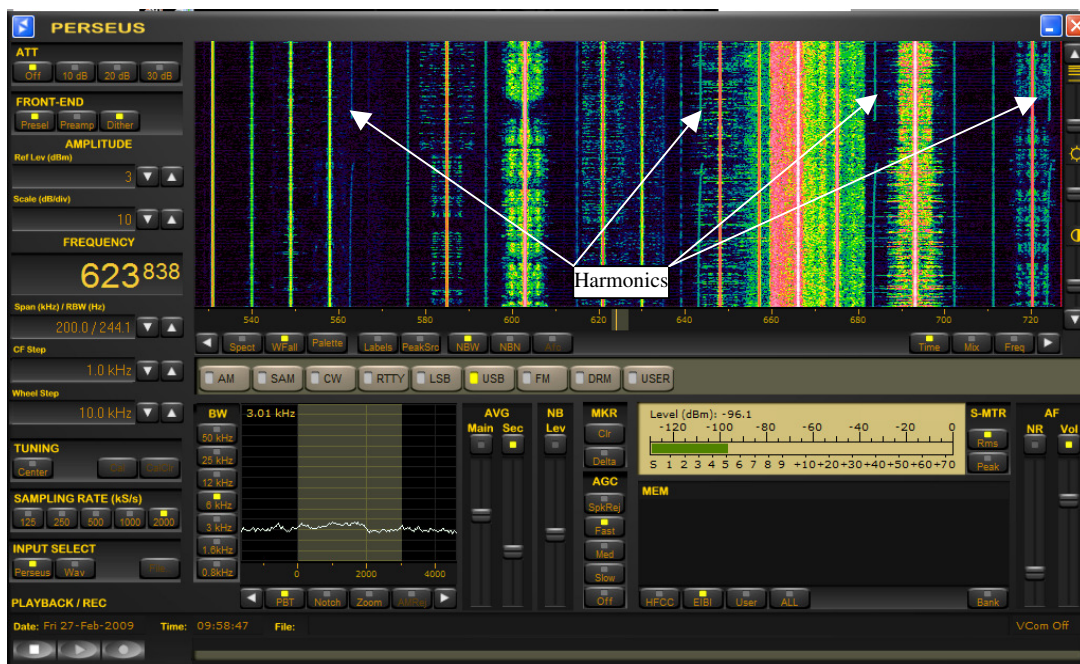 PERSEUS
ATT
Off 10 dB 20 dB 30 dB
FRONT-END
Presel Preamp Dither
AMPLITUDE
Ref Lev (dBm)
3
Scale (dB/div)
10
FREQUENCY
623 838
Span (kHz) / RBW (Hz)
200.0 / 244.1
CF Step
1.0 kHz
Wheel Step
10.0 kHz
TUNING
Center Cal CalClr
SAMPLING RATE (kS/s)
125 250 500 1000 2000
INPUT SELECT
Perseus Wav
PLAYBACK / REC
Harmonics
540 560 580 600 620 640 660 680 700 720
Spect WFall Palette Labels PeakSrc NBW NBN Afc Time Mix Freq
AM SAM CW RTTY LSB USB FM DRM USER
BW
50 kHz
25 kHz
12 kHz
6 kHz
3 kHz
1.6kHz
0.8kHz
3.01 kHz
0 2000 4000
PBT Notch Zoom ANRej
AVG
Main Sec
NB
Lev
MKR
Clr
Delta
AGC
SpkRej
Fast
Med
Slow
Off
Level (dBm): -96.1
-120 -100 -80 -60 -40 -20 0
S 1 2 3 4 5 6 7 8 9 +10+20+30+40+50+60+70
S-MTR
Rms
Peak
MEM
HFCC EIBI User ALL Bank
AF
NR Vol
Date: Fri 27-Feb-2009 Time: 09:58:47 File:
VCom Off